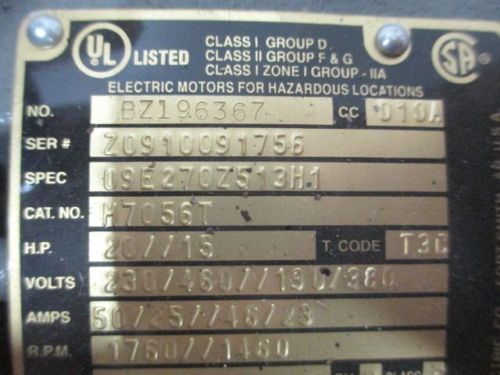 UL LISTED
CLASS I GROUP D
CLASS II GROUP F & G
CLASS I ZONE I GROUP - IIA
SA
ELECTRIC MOTORS FOR HAZARDOUS LOCATIONS
NO. BZ196367 CC 010A
SER # Z0910091756
SPEC 09E270Z513H1
CAT. NO. M7056T
H.P. 20//15 T. CODE T3C
VOLTS 230/460//190/380
AMPS 50/25//46/23
R.P.M. 1760//1460